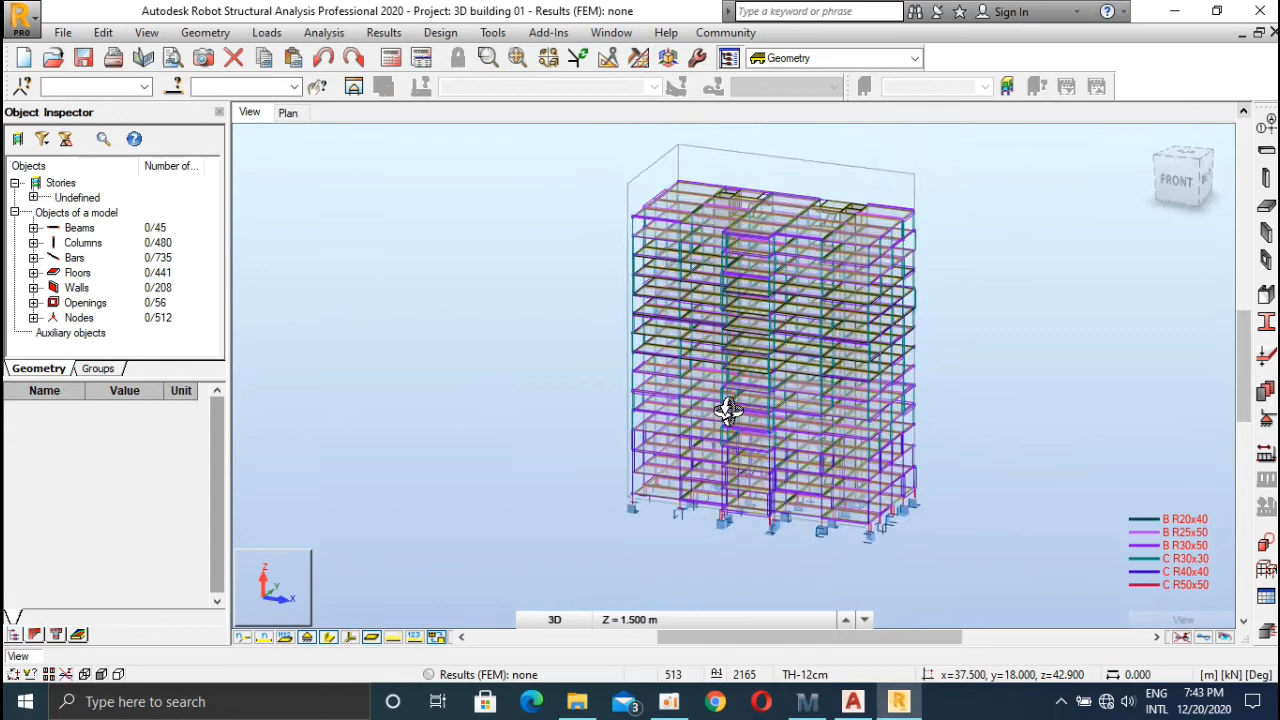 PRO
Autodesk Robot Structural Analysis Professional 2020 - Project: 3D building 01 - Results (FEM): none
Type a keyword or phrase
Sign In
File Edit View Geometry Loads Analysis Results Design Tools Add-Ins Window Help Community
Geometry
Object Inspector
View Plan
Objects Number of...
Stories
Undefined
Objects of a model
Beams 0/45
Columns 0/480
Bars 0/735
Floors 0/441
Walls 0/208
Openings 0/56
Nodes 0/512
Auxiliary objects
Geometry Groups
Name Value Unit
FRONT
B R20x40
B R25x50
B R30x50
C R30x30
C R40x40
C R50x50
Z
Y
X
3D Z = 1.500 m
View
View
Results (FEM): none 513 2165 TH-12cm x=37.500, y=18.000, z=42.900 0.000 [m] [kN] [Deg]
Type here to search
3
ENG
INTL
7:43 PM
12/20/2020